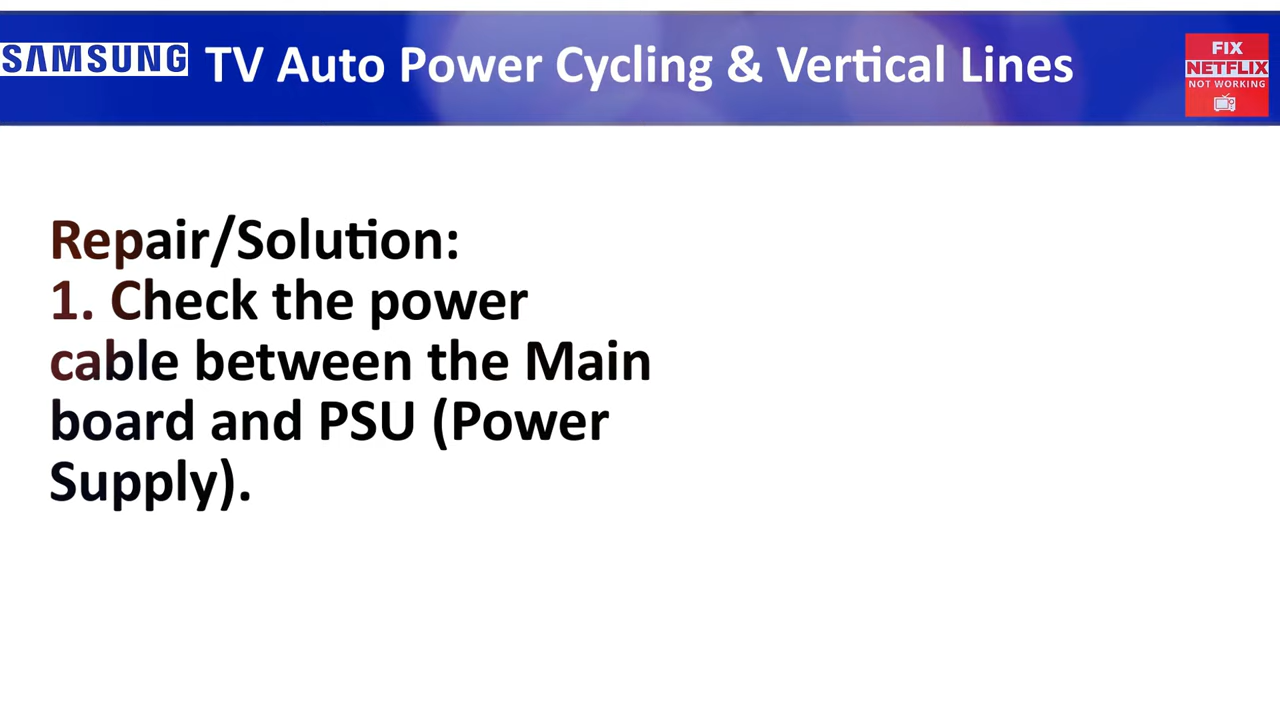 SAMSUNG TV Auto Power Cycling & Vertical Lines
FIX
NETFLIX
NOT WORKING
Repair/Solution:
1. Check the power
cable between the Main
board and PSU (Power
Supply).